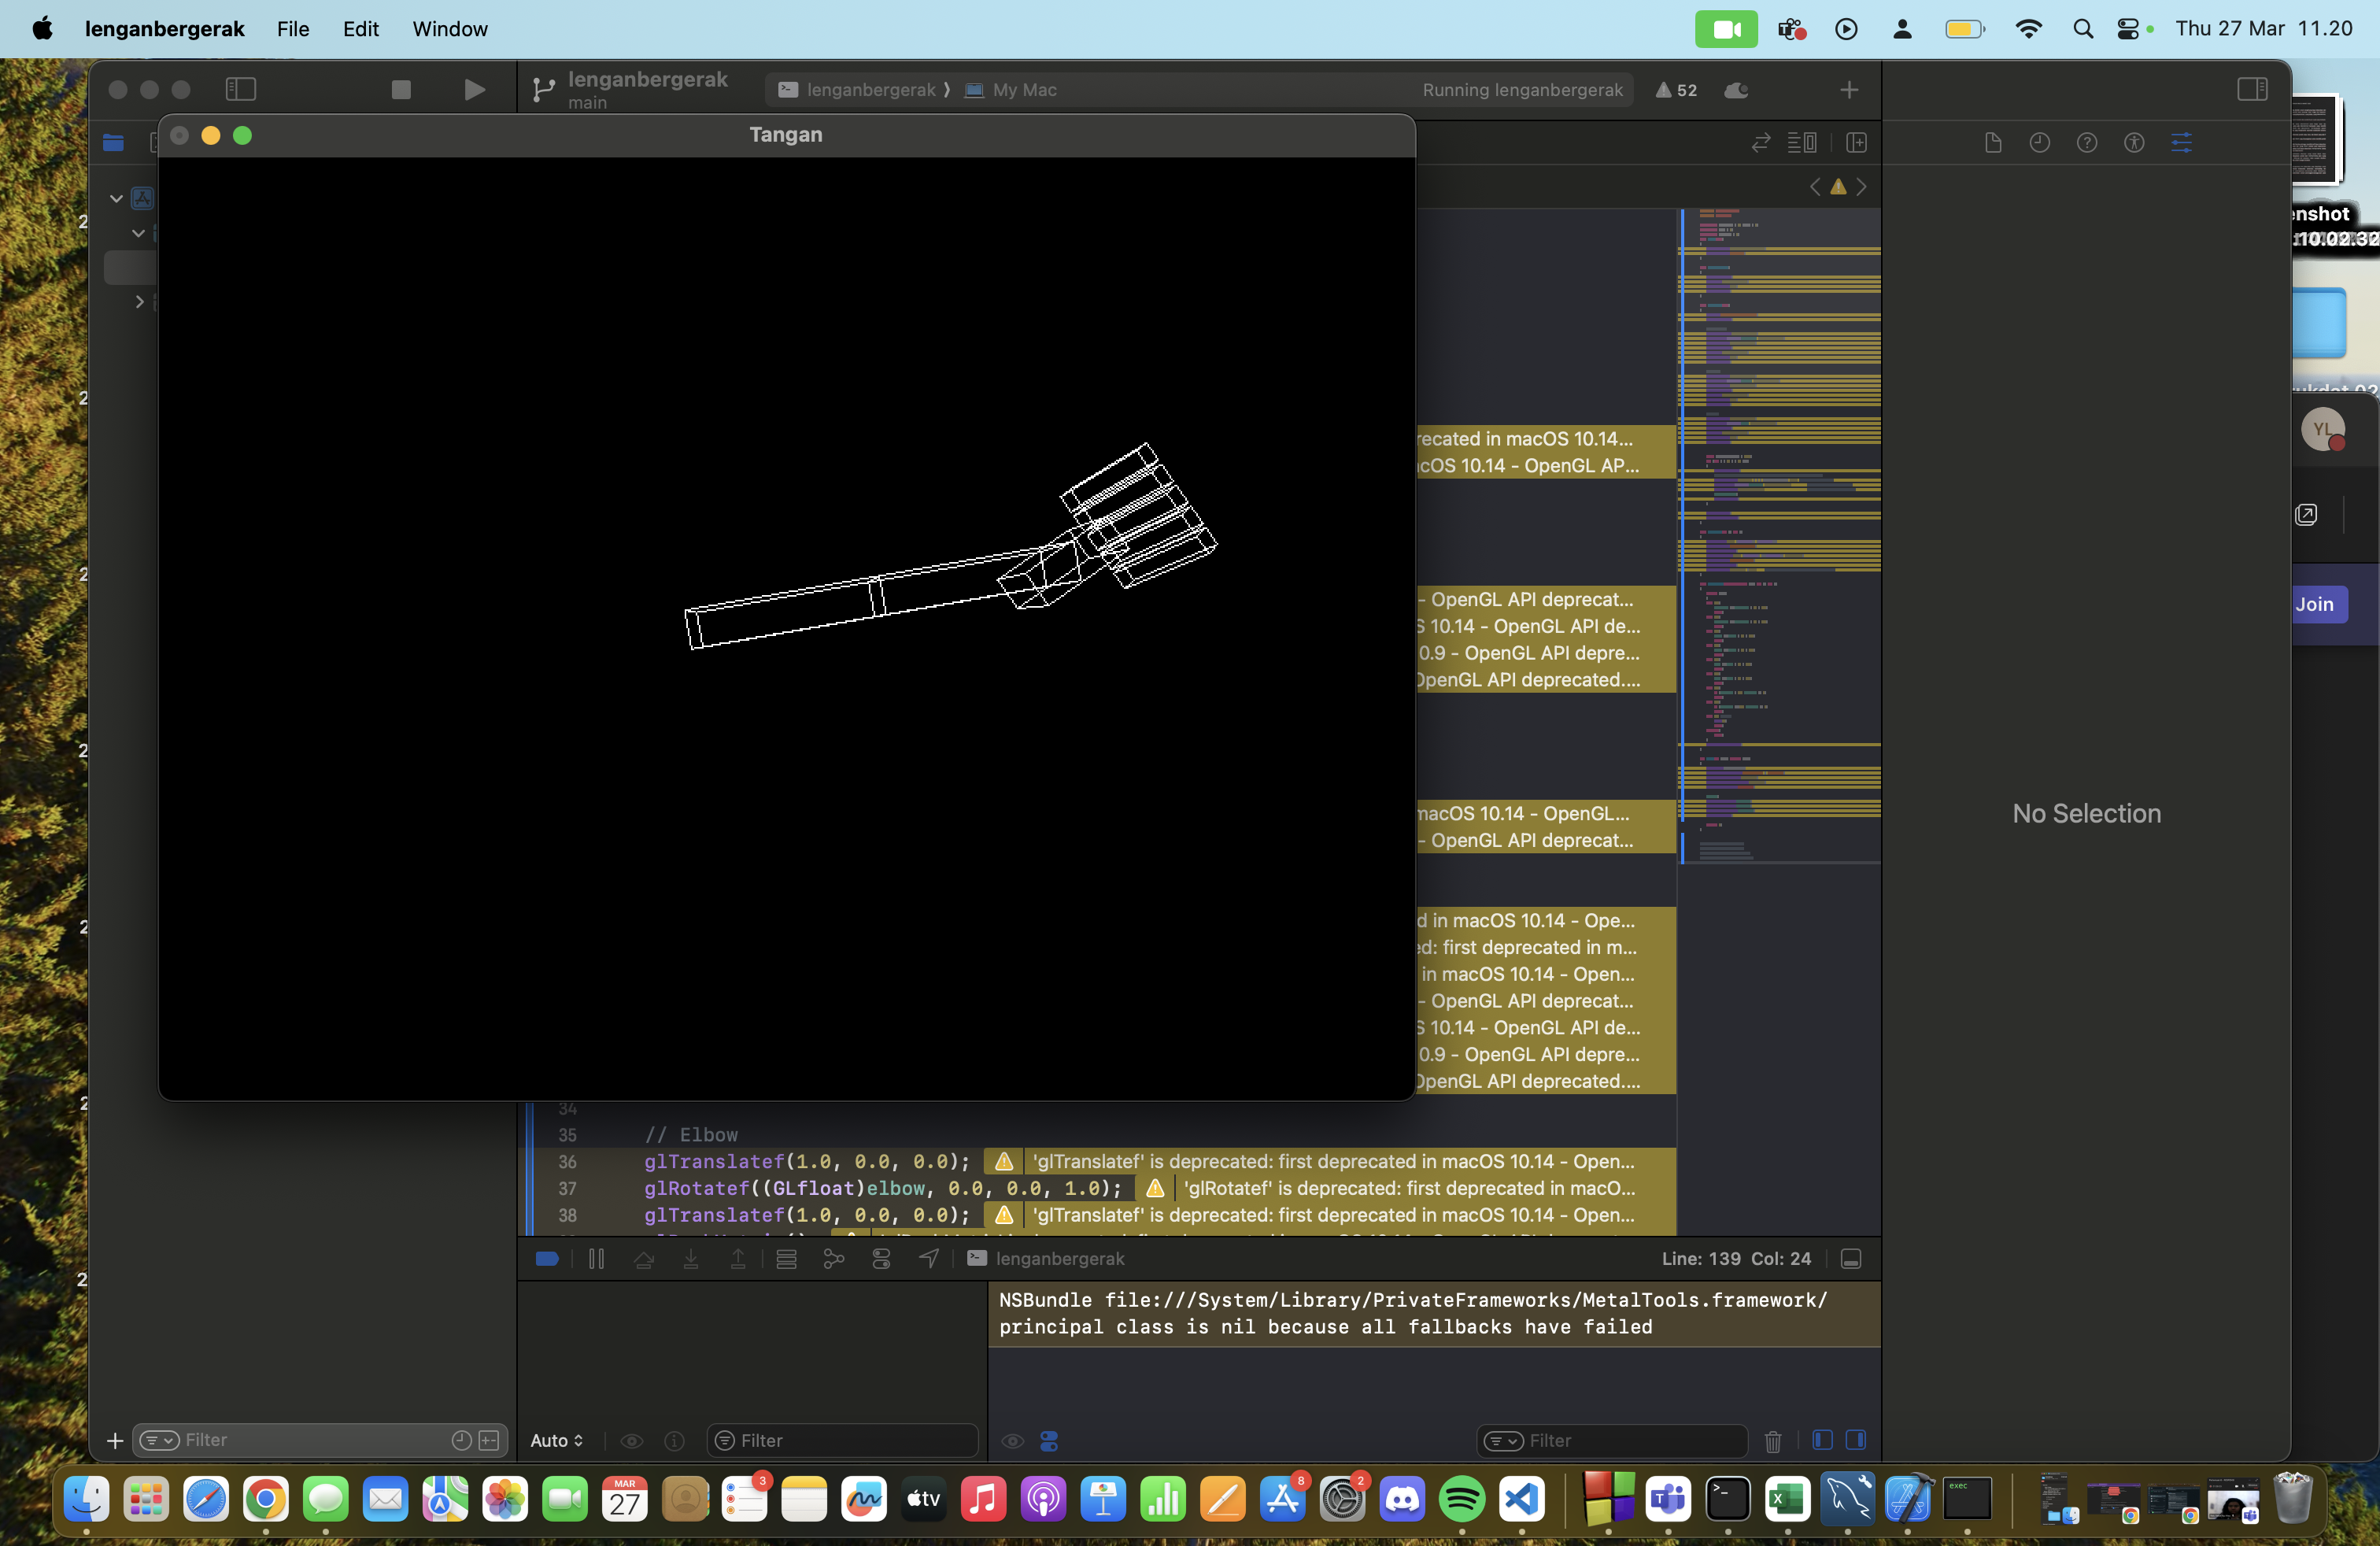 lenganbergerak File Edit Window Thu 27 Mar 11.20
lenganbergerak
main
lenganbergerak ⟩ My Mac
Running lenganbergerak
52
Tangan
2
2
2
2
2
2
2
recated in macOS 10.14...
cOS 10.14 - OpenGL AP...
- OpenGL API deprecat...
S 10.14 - OpenGL API de...
0.9 - OpenGL API depre...
OpenGL API deprecated....
macOS 10.14 - OpenGL...
- OpenGL API deprecat...
d in macOS 10.14 - Ope...
ed: first deprecated in m...
in macOS 10.14 - Open...
- OpenGL API deprecat...
S 10.14 - OpenGL API de...
0.9 - OpenGL API depre...
OpenGL API deprecated....
34
35 // Elbow
36 glTranslatef(1.0, 0.0, 0.0); 'glTranslatef' is deprecated: first deprecated in macOS 10.14 - Open...
37 glRotatef((GLfloat)elbow, 0.0, 0.0, 1.0); 'glRotatef' is deprecated: first deprecated in macO...
38 glTranslatef(1.0, 0.0, 0.0); 'glTranslatef' is deprecated: first deprecated in macOS 10.14 - Open...
lenganbergerak
Line: 139 Col: 24
NSBundle file:///System/Library/PrivateFrameworks/MetalTools.framework/
principal class is nil because all fallbacks have failed
Filter
Auto
Filter
Filter
No Selection
nshot
YL
Join
3
MAR
27
tv
8
2
exec